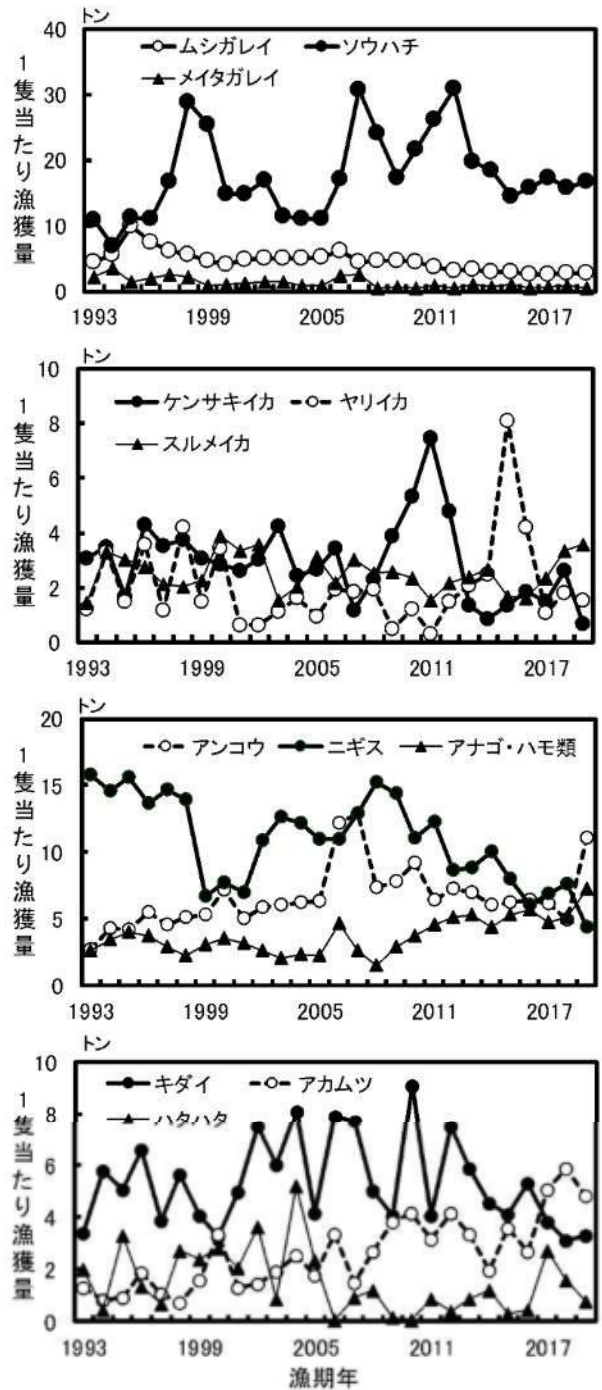 トン
40
30
20
10
0
1隻当たり漁獲量
ムシガレイ ソウハチ
メイタガレイ
1993 1999 2005 2011 2017
トン
10
8
6
4
2
0
1隻当たり漁獲量
ケンサキイカ ヤリイカ
スルメイカ
1993 1999 2005 2011 2017
トン
20
15
10
5
0
1隻当たり漁獲量
アンコウ ニギス アナゴ・ハモ類
1993 1999 2005 2011 2017
トン
10
8
6
4
2
0
1隻当たり漁獲量
キダイ アカムツ
ハタハタ
1993 1999 2005 2011 2017
漁期年